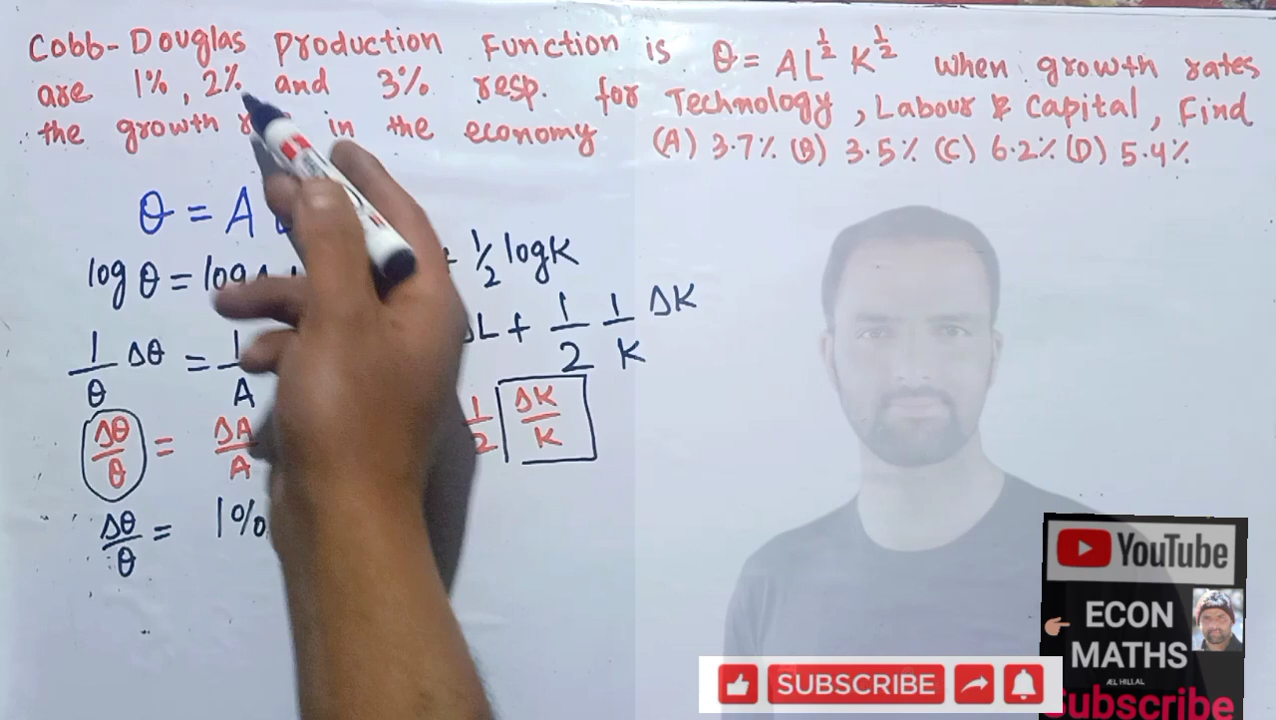 Cobb-Douglas Production Function is θ = A L^½ K^½ when growth rates
are 1%, 2% and 3% resp. for Technology, Labour & Capital, Find
the growth in the economy (A) 3.7% (B) 3.5% (C) 6.2% (D) 5.4%
θ = A
log θ = log + ½ log K
1/θ Δθ = 1/A ΔL + 1/2 1/K ΔK
Δθ/θ = ΔA/A 1/2 ΔK/K
Δθ/θ = 1%
YouTube
ECON
MATHS
ÆL HILLAL
Subscribe
SUBSCRIBE